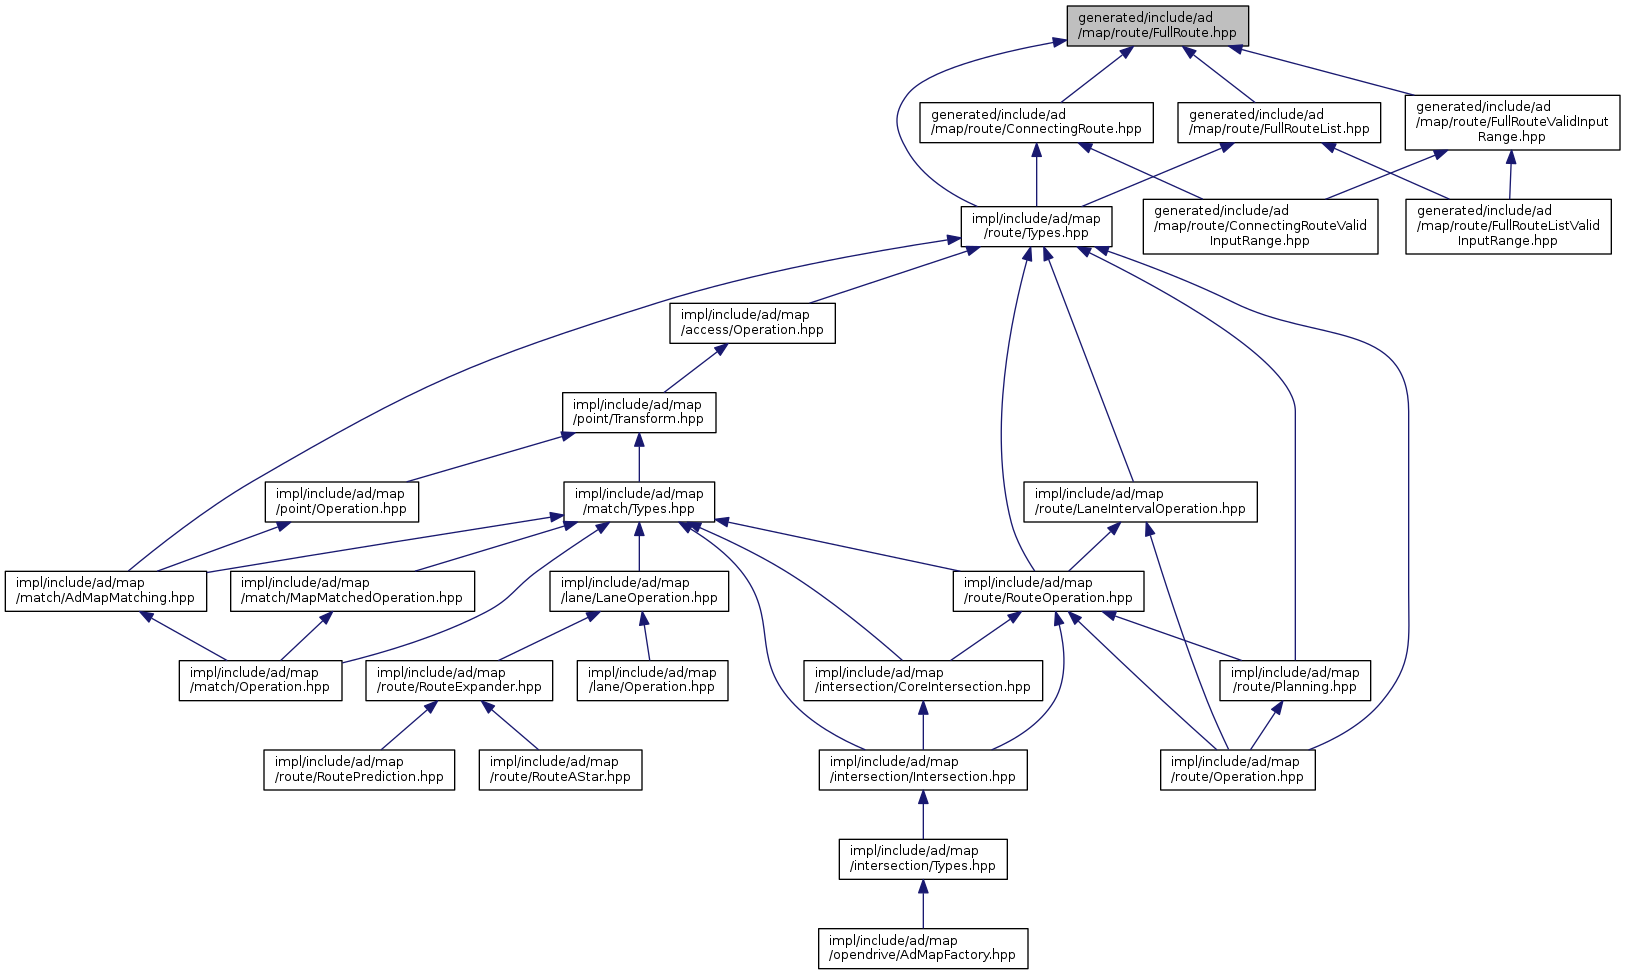 generated/include/ad
/map/route/FullRoute.hpp
generated/include/ad
/map/route/ConnectingRoute.hpp
generated/include/ad
/map/route/FullRouteList.hpp
generated/include/ad
/map/route/FullRouteValidInput
Range.hpp
impl/include/ad/map
/route/Types.hpp
generated/include/ad
/map/route/ConnectingRouteValid
InputRange.hpp
generated/include/ad
/map/route/FullRouteListValid
InputRange.hpp
impl/include/ad/map
/access/Operation.hpp
impl/include/ad/map
/point/Transform.hpp
impl/include/ad/map
/point/Operation.hpp
impl/include/ad/map
/match/Types.hpp
impl/include/ad/map
/route/LaneIntervalOperation.hpp
impl/include/ad/map
/match/AdMapMatching.hpp
impl/include/ad/map
/match/MapMatchedOperation.hpp
impl/include/ad/map
/lane/LaneOperation.hpp
impl/include/ad/map
/route/RouteOperation.hpp
impl/include/ad/map
/match/Operation.hpp
impl/include/ad/map
/route/RouteExpander.hpp
impl/include/ad/map
/lane/Operation.hpp
impl/include/ad/map
/intersection/CoreIntersection.hpp
impl/include/ad/map
/route/Planning.hpp
impl/include/ad/map
/route/RoutePrediction.hpp
impl/include/ad/map
/route/RouteAStar.hpp
impl/include/ad/map
/intersection/Intersection.hpp
impl/include/ad/map
/route/Operation.hpp
impl/include/ad/map
/intersection/Types.hpp
impl/include/ad/map
/opendrive/AdMapFactory.hpp